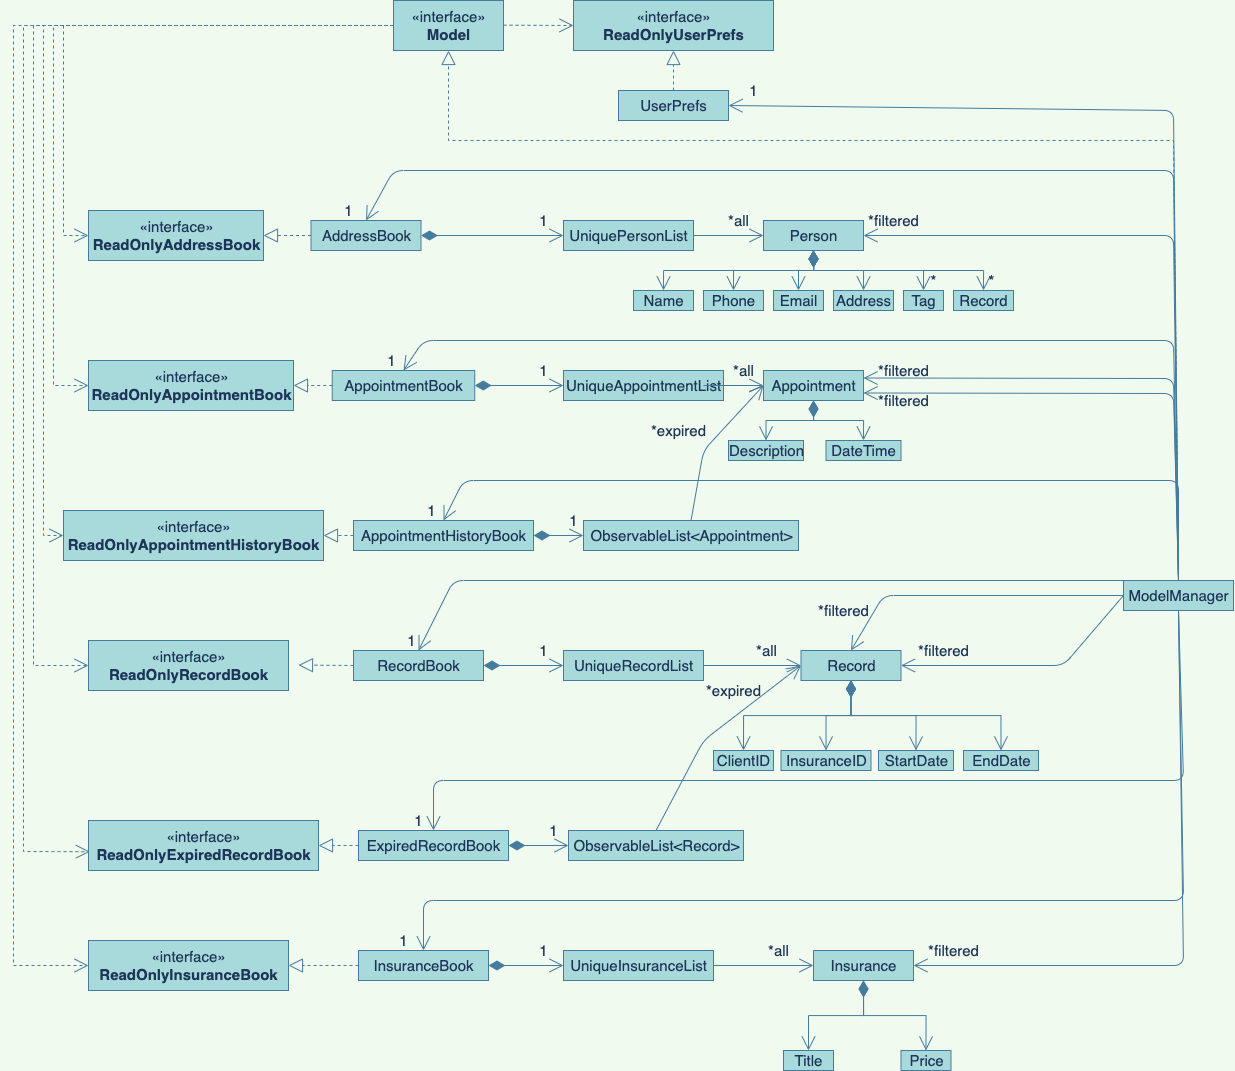 «interface»
Model
«interface»
ReadOnlyUserPrefs
UserPrefs
1
«interface»
ReadOnlyAddressBook
1
AddressBook
1
UniquePersonList
*all
Person
*filtered
Name
Phone
Email
Address
*
Tag
*
Record
«interface»
ReadOnlyAppointmentBook
1
AppointmentBook
1
UniqueAppointmentList
*all
Appointment
*filtered
*filtered
*expired
Description
DateTime
«interface»
ReadOnlyAppointmentHistoryBook
1
AppointmentHistoryBook
1
ObservableList<Appointment>
ModelManager
*filtered
«interface»
ReadOnlyRecordBook
1
RecordBook
1
UniqueRecordList
*all
Record
*filtered
*expired
ClientID
InsuranceID
StartDate
EndDate
«interface»
ReadOnlyExpiredRecordBook
1
ExpiredRecordBook
1
ObservableList<Record>
«interface»
ReadOnlyInsuranceBook
1
InsuranceBook
1
UniqueInsuranceList
*all
Insurance
*filtered
Title
Price